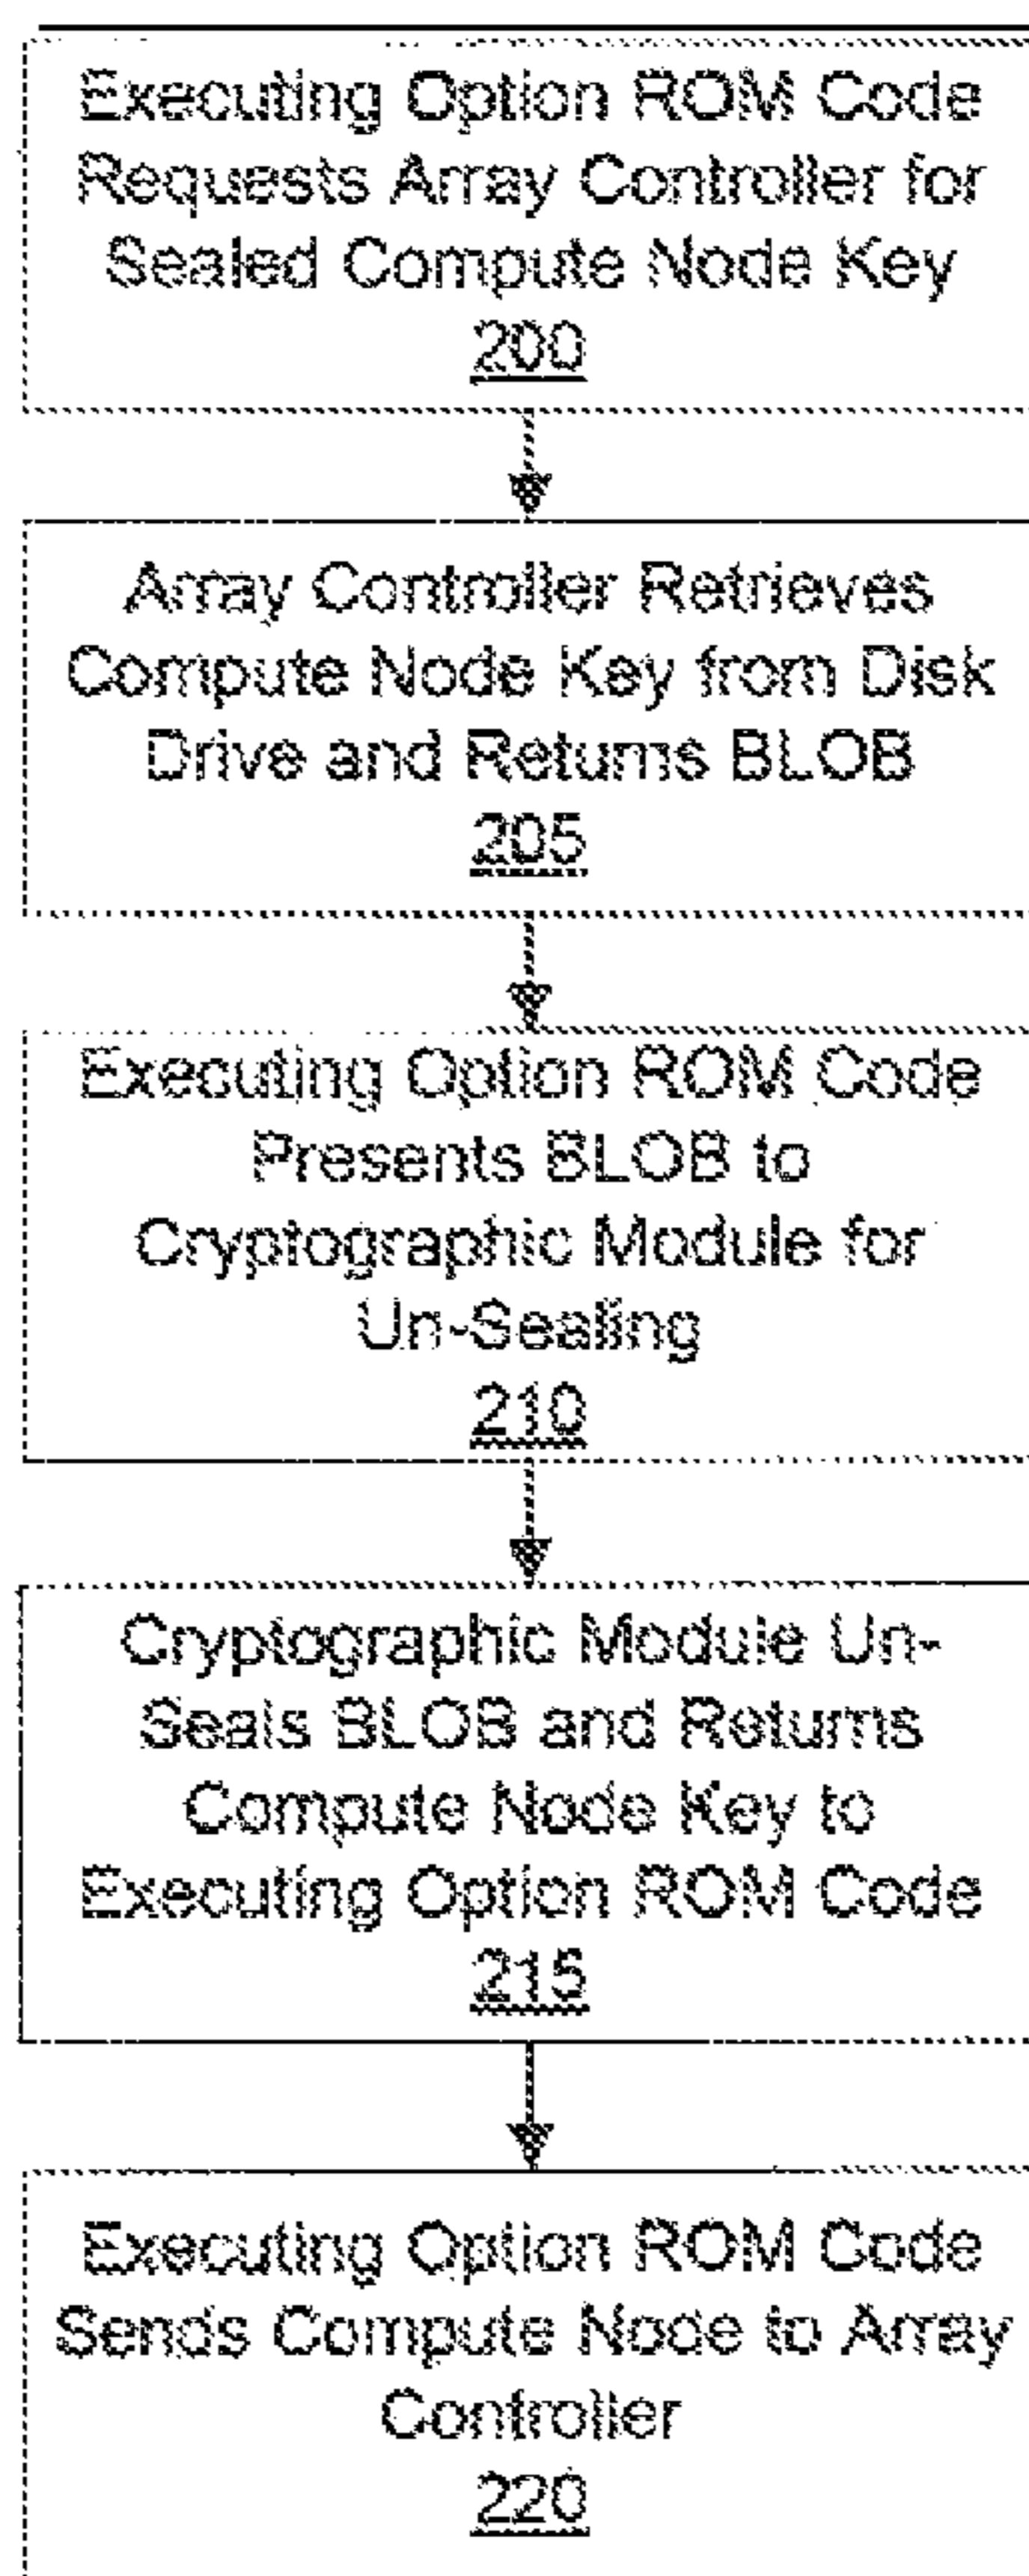 Executing Option ROM Code
Requests Array Controller for
Sealed Compute Node Key
200
Array Controller Retrieves
Compute Node Key from Disk
Drive and Returns BLOB
205
Executing Option ROM Code
Presents BLOB to
Cryptographic Module for
Un-Sealing
210
Cryptographic Module Un-
Seals BLOB and Returns
Compute Node Key to
Executing Option ROM Code
215
Executing Option ROM Code
Sends Compute Node to Array
Controller
220